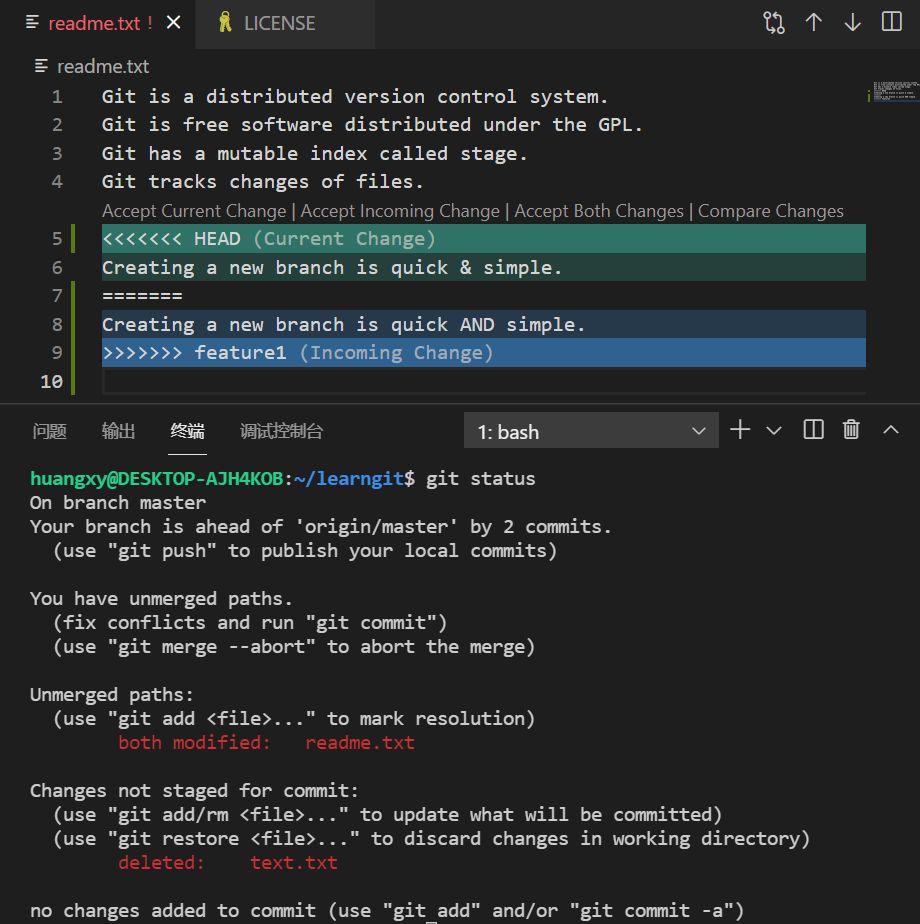 readme.txt ! LICENSE
readme.txt
1 Git is a distributed version control system.
2 Git is free software distributed under the GPL.
3 Git has a mutable index called stage.
4 Git tracks changes of files.
Accept Current Change | Accept Incoming Change | Accept Both Changes | Compare Changes
5 <<<<<<< HEAD (Current Change)
6 Creating a new branch is quick & simple.
7 =======
8 Creating a new branch is quick AND simple.
9 >>>>>>> feature1 (Incoming Change)
10
问题 输出 终端 调试控制台 1: bash
huangxy@DESKTOP-AJH4KOB:~/learngit$ git status
On branch master
Your branch is ahead of 'origin/master' by 2 commits.
(use "git push" to publish your local commits)
You have unmerged paths.
(fix conflicts and run "git commit")
(use "git merge --abort" to abort the merge)
Unmerged paths:
(use "git add <file>..." to mark resolution)
both modified: readme.txt
Changes not staged for commit:
(use "git add/rm <file>..." to update what will be committed)
(use "git restore <file>..." to discard changes in working directory)
deleted: text.txt
no changes added to commit (use "git add" and/or "git commit -a")